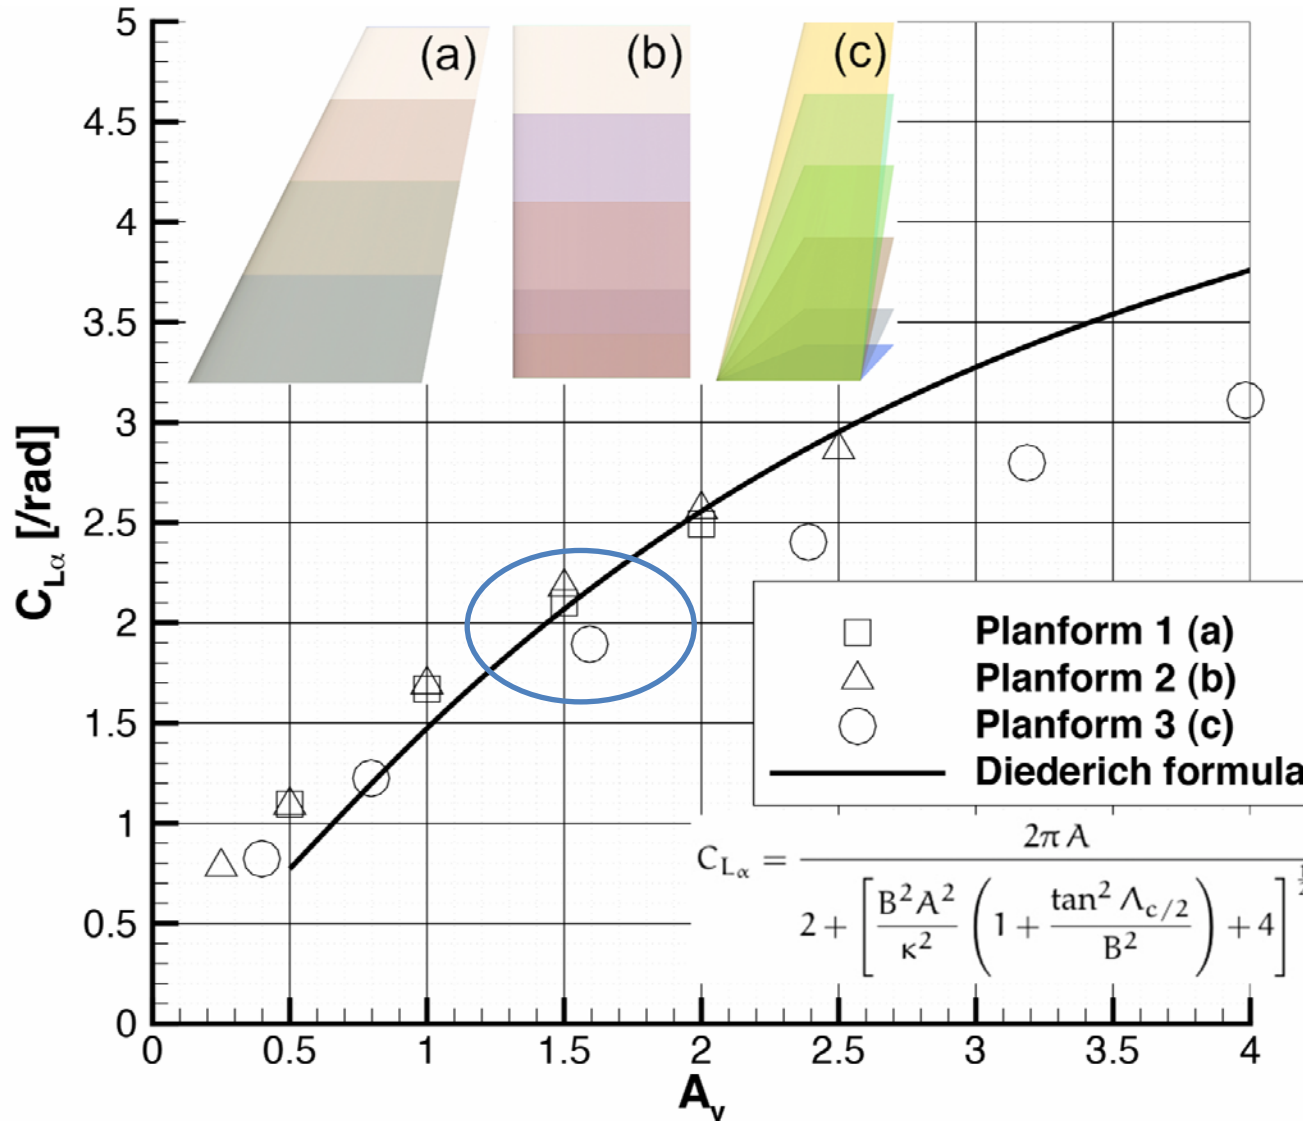 5
(a) (b) (c)
4.5
4
3.5
3
2.5
2
1.5
1
0.5
0
C_Lα [/rad]
Planform 1 (a)
Planform 2 (b)
Planform 3 (c)
Diederich formula
C_Lα = 2π A / (2 + [B²A²/κ² (1 + tan² Λ_c/2 / B²) + 4]^½)
0 0.5 1 1.5 2 2.5 3 3.5 4
A_v